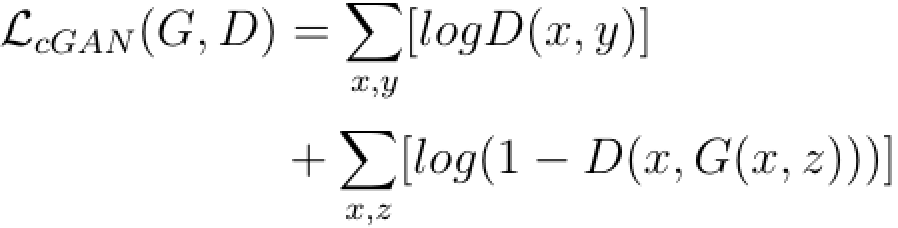 ℒ_{cGAN}(G, D) = ∑_{x,y}[logD(x, y)]
+ ∑_{x,z}[log(1 − D(x, G(x, z)))]